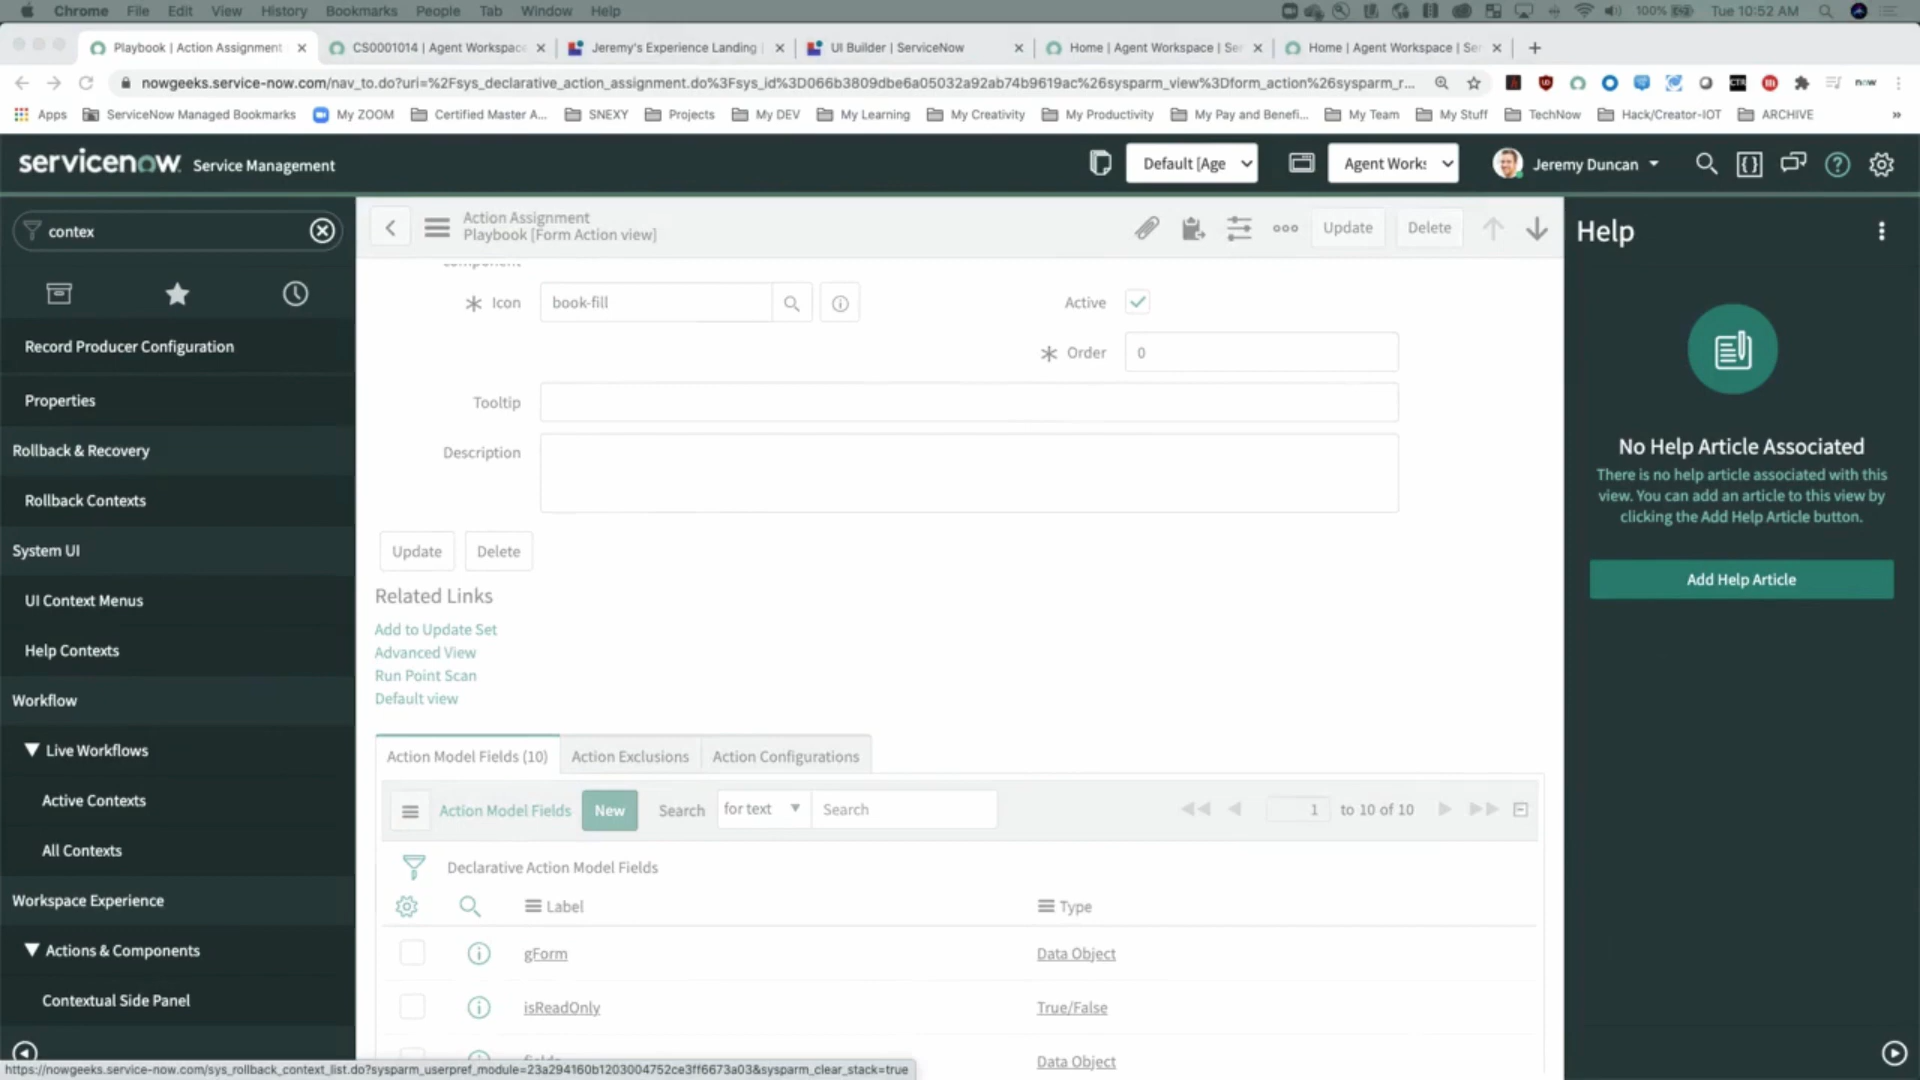 Chrome File Edit View History Bookmarks People Tab Window Help 100% Tue 10:52 AM
Playbook | Action Assignment CS0001014 | Agent Workspace Jeremy's Experience Landing UI Builder | ServiceNow Home | Agent Workspace | Ser Home | Agent Workspace | Ser
nowgeeks.service-now.com/nav_to.do?uri=%2Fsys_declarative_action_assignment.do%3Fsys_id%3D066b3809dbe6a05032a92ab74b9619ac%26sysparm_view%3Dform_action%26sysparm_r... now
Apps ServiceNow Managed Bookmarks My ZOOM Certified Master A... SNEXY Projects My DEV My Learning My Creativity My Productivity My Pay and Benefi... My Team My Stuff TechNow Hack/Creator-IOT ARCHIVE »
servicenow Service Management Default [Age Agent Works Jeremy Duncan
contex
Record Producer Configuration
Properties
Rollback & Recovery
Rollback Contexts
System UI
UI Context Menus
Help Contexts
Workflow
Live Workflows
Active Contexts
All Contexts
Workspace Experience
Actions & Components
Contextual Side Panel
Action Assignment
Playbook [Form Action view]
Update Delete
component
Icon book-fill Active
Order 0
Tooltip
Description
Update Delete
Related Links
Add to Update Set
Advanced View
Run Point Scan
Default view
Action Model Fields (10) Action Exclusions Action Configurations
Action Model Fields New Search for text Search 1 to 10 of 10
Declarative Action Model Fields
Label Type
gForm Data Object
isReadOnly True/False
fields Data Object
Help
No Help Article Associated
There is no help article associated with this
view. You can add an article to this view by
clicking the Add Help Article button.
Add Help Article
https://nowgeeks.service-now.com/sys_rollback_context_list.do?sysparm_userpref_module=23a294160b1203004752ce3ff6673a03&sysparm_clear_stack=true